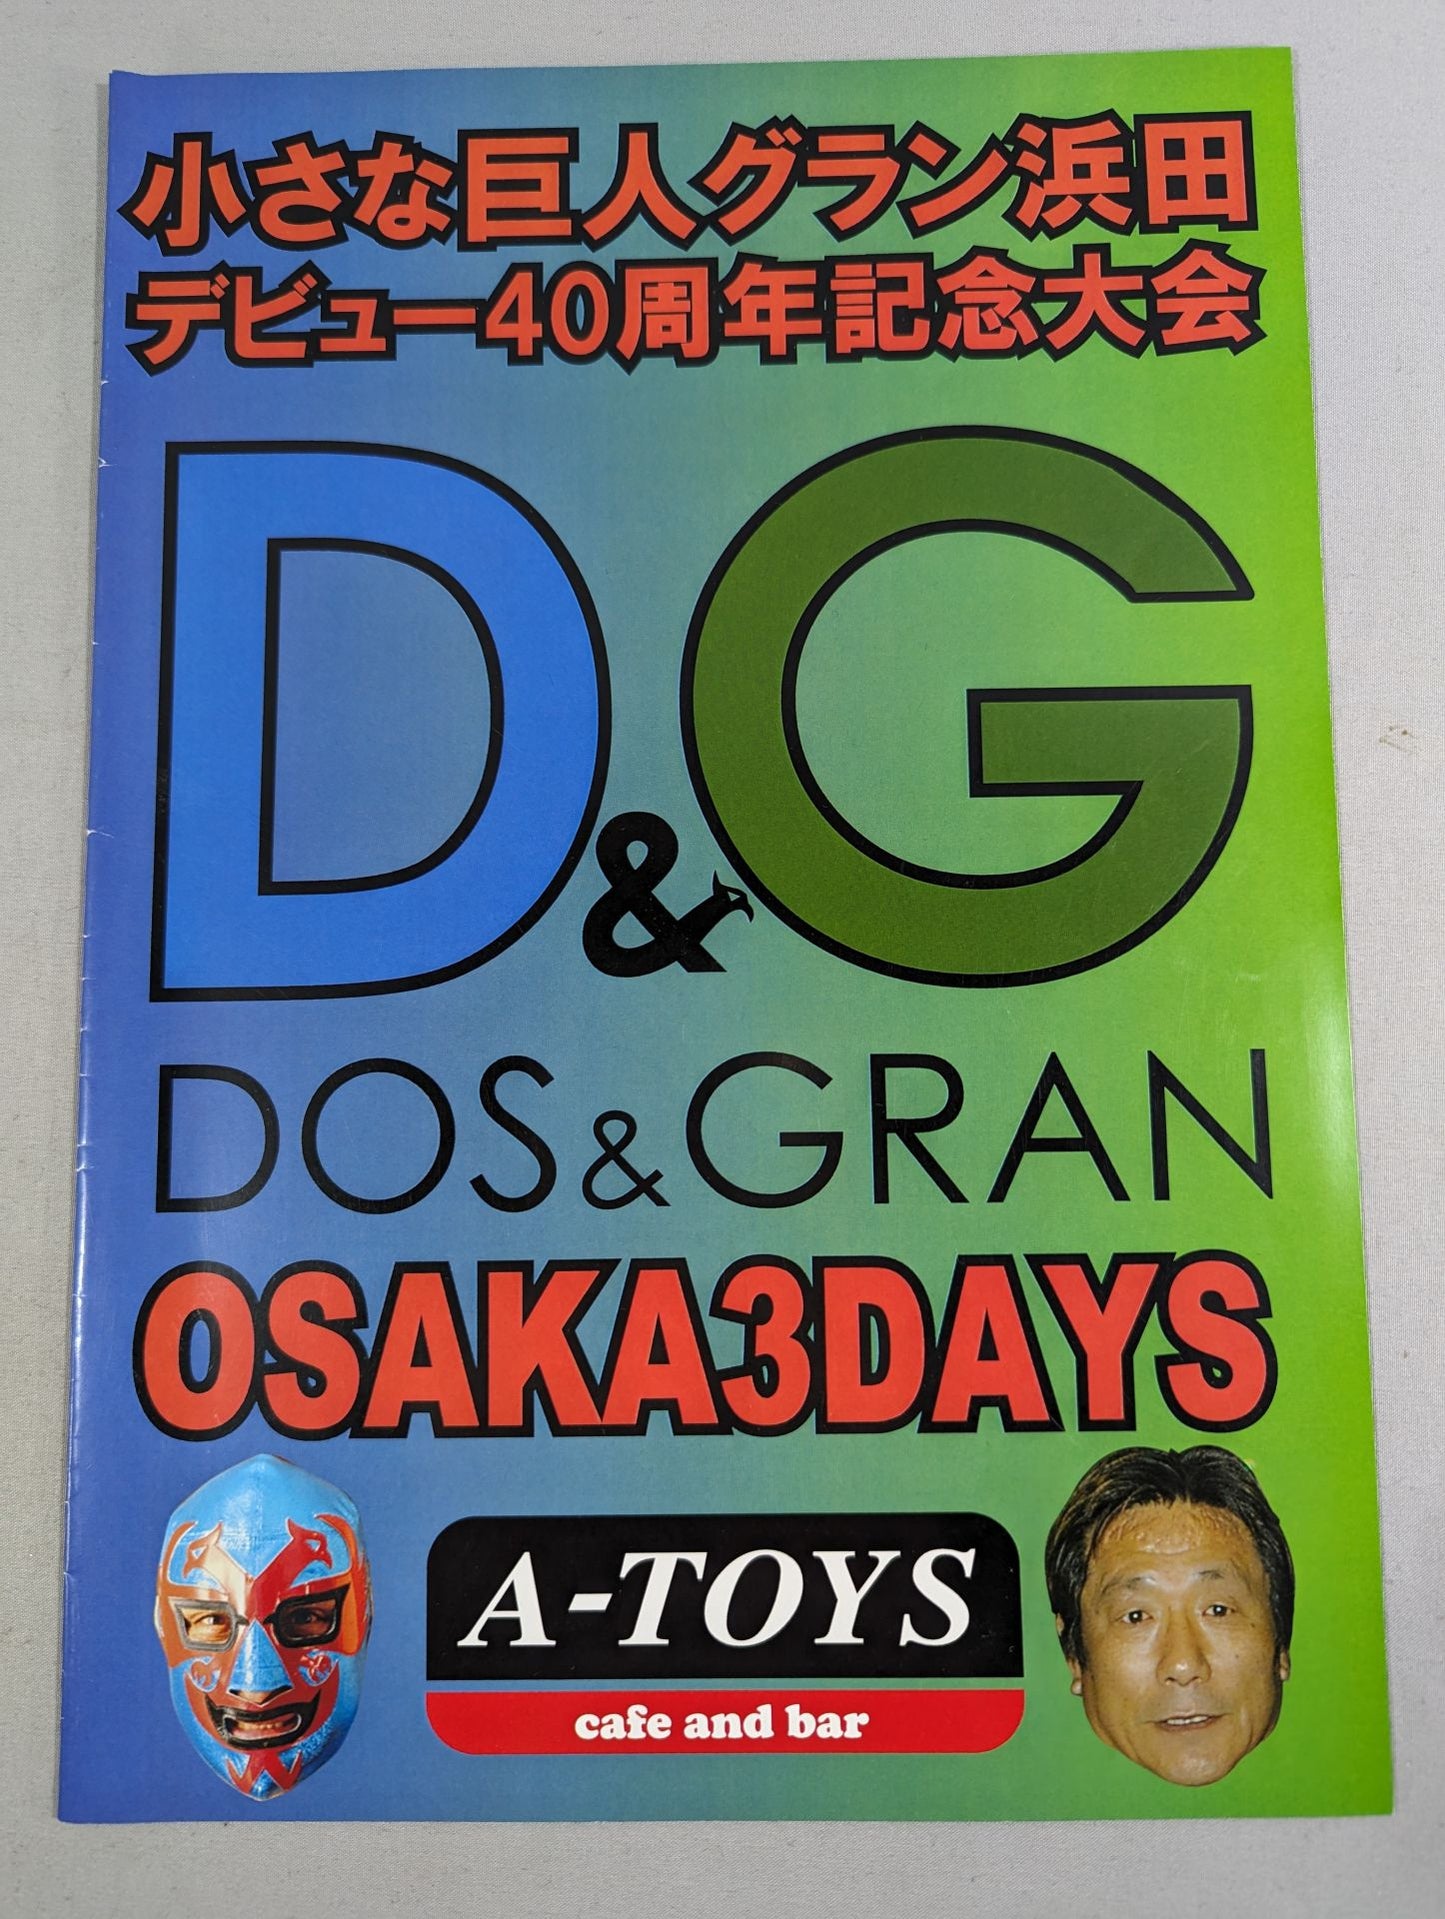 小さな巨人グラン浜田
デビュー40周年記念大会
D&G
DOS&GRAN
OSAKA3DAYS
A-TOYS
cafe and bar